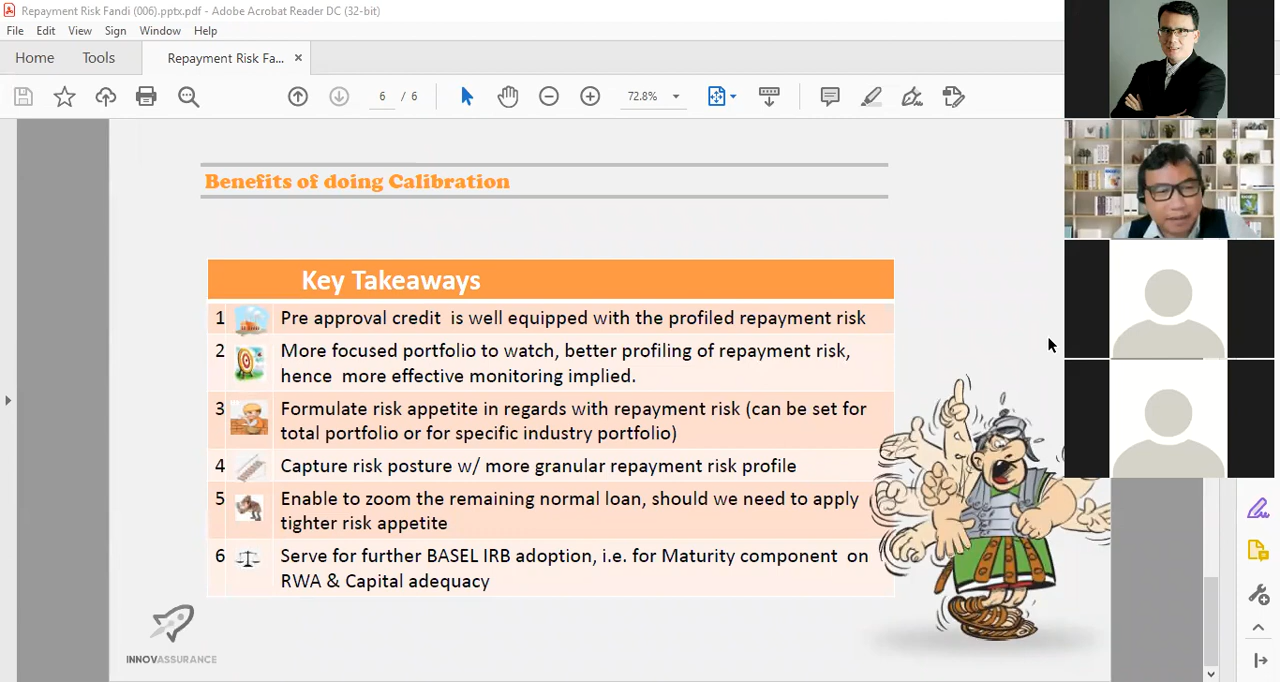 Repayment Risk Fandi (006).pptx.pdf - Adobe Acrobat Reader DC (32-bit)
File Edit View Sign Window Help
Home Tools Repayment Risk Fa... ×
6 / 6 72.8%
Benefits of doing Calibration
Key Takeaways
1 Pre approval credit is well equipped with the profiled repayment risk
2 More focused portfolio to watch, better profiling of repayment risk,
hence more effective monitoring implied.
3 Formulate risk appetite in regards with repayment risk (can be set for
total portfolio or for specific industry portfolio)
4 Capture risk posture w/ more granular repayment risk profile
5 Enable to zoom the remaining normal loan, should we need to apply
tighter risk appetite
6 Serve for further BASEL IRB adoption, i.e. for Maturity component on
RWA & Capital adequacy
INNOVASSURANCE